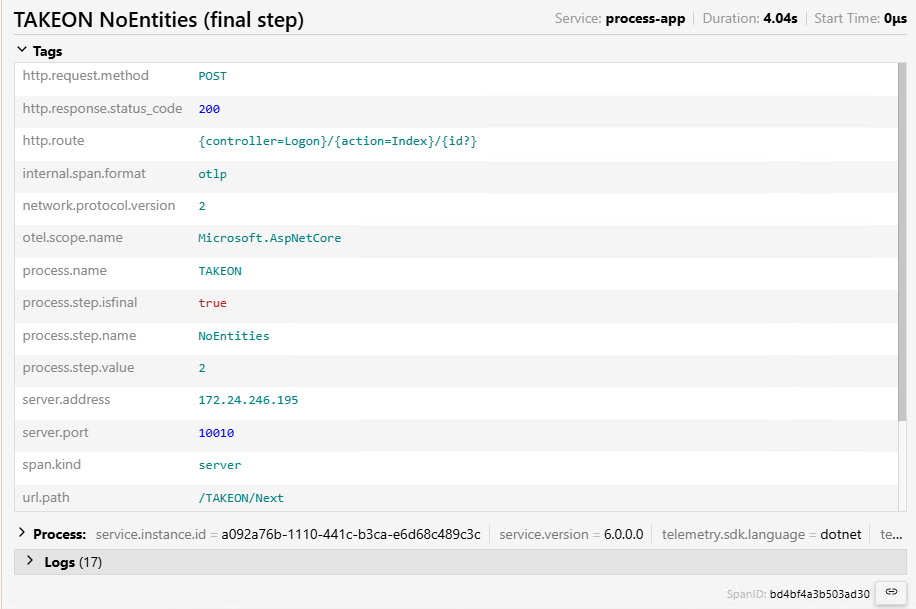 TAKEON NoEntities (final step) Service: process-app Duration: 4.04s Start Time: 0μs
Tags
http.request.method POST
http.response.status_code 200
http.route {controller=Logon}/{action=Index}/{id?}
internal.span.format otlp
network.protocol.version 2
otel.scope.name Microsoft.AspNetCore
process.name TAKEON
process.step.isfinal true
process.step.name NoEntities
process.step.value 2
server.address 172.24.246.195
server.port 10010
span.kind server
url.path /TAKEON/Next
Process: service.instance.id = a092a76b-1110-441c-b3ca-e6d68c489c3c service.version = 6.0.0.0 telemetry.sdk.language = dotnet te...
Logs (17)
SpanID: bd4bf4a3b503ad30